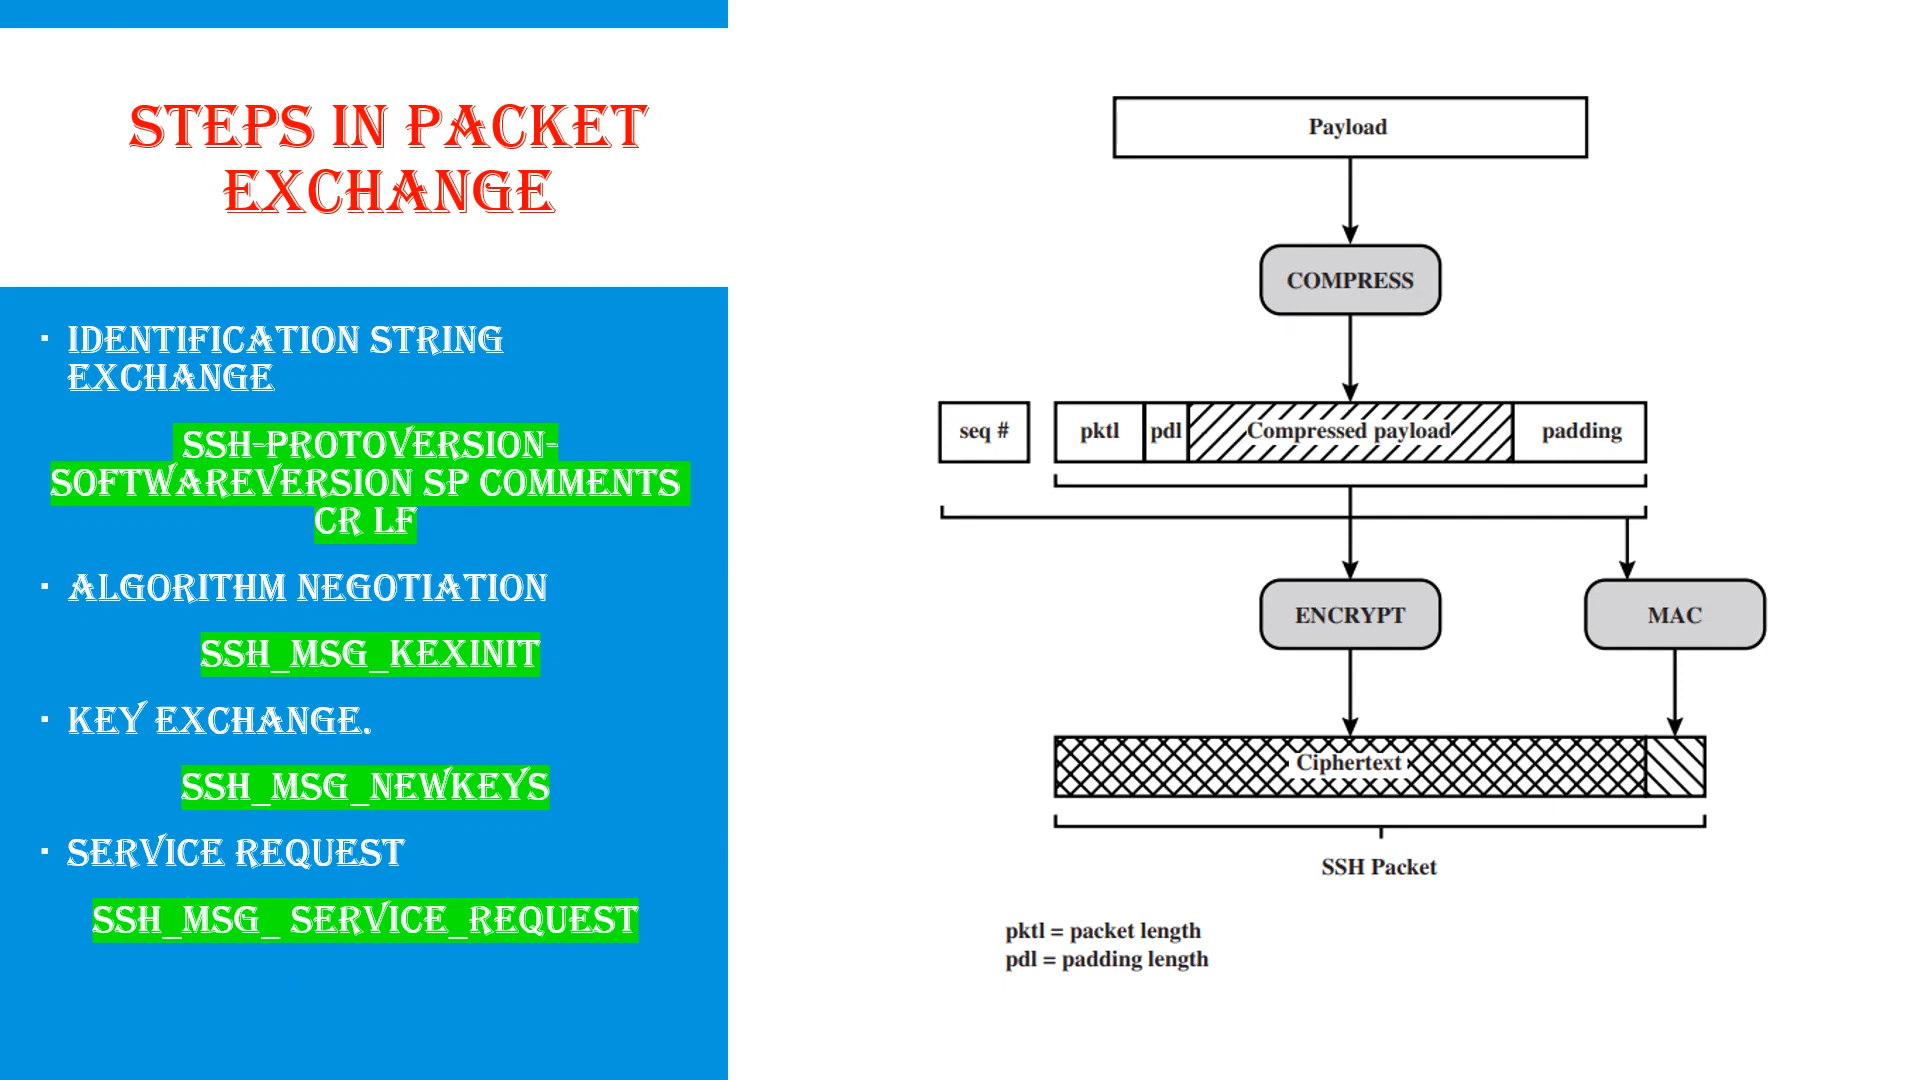 STEPS IN PACKET
EXCHANGE
▪ IDENTIFICATION STRING
EXCHANGE
SSH-PROTOVERSION-
SOFTWAREVERSION SP COMMENTS
CR LF
▪ ALGORITHM NEGOTIATION
SSH_MSG_KEXINIT
▪ KEY EXCHANGE.
SSH_MSG_NEWKEYS
▪ SERVICE REQUEST
SSH_MSG_ SERVICE_REQUEST
Payload
COMPRESS
seq # pktl pdl Compressed payload padding
ENCRYPT MAC
Ciphertext
SSH Packet
pktl = packet length
pdl = padding length